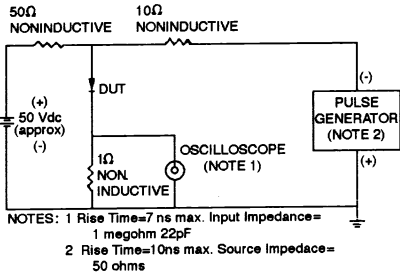 50Ω
NONINDUCTIVE
10Ω
NONINDUCTIVE
DUT
(+)
50 Vdc
(approx)
(-)
(-)
PULSE
GENERATOR
(NOTE 2)
(+)
1Ω
NON.
INDUCTIVE
OSCILLOSCOPE
(NOTE 1)
NOTES: 1 Rise Time=7 ns max. Input Impedance=
1 megohm 22pF
2 Rise Time=10ns max. Source Impedace=
50 ohms